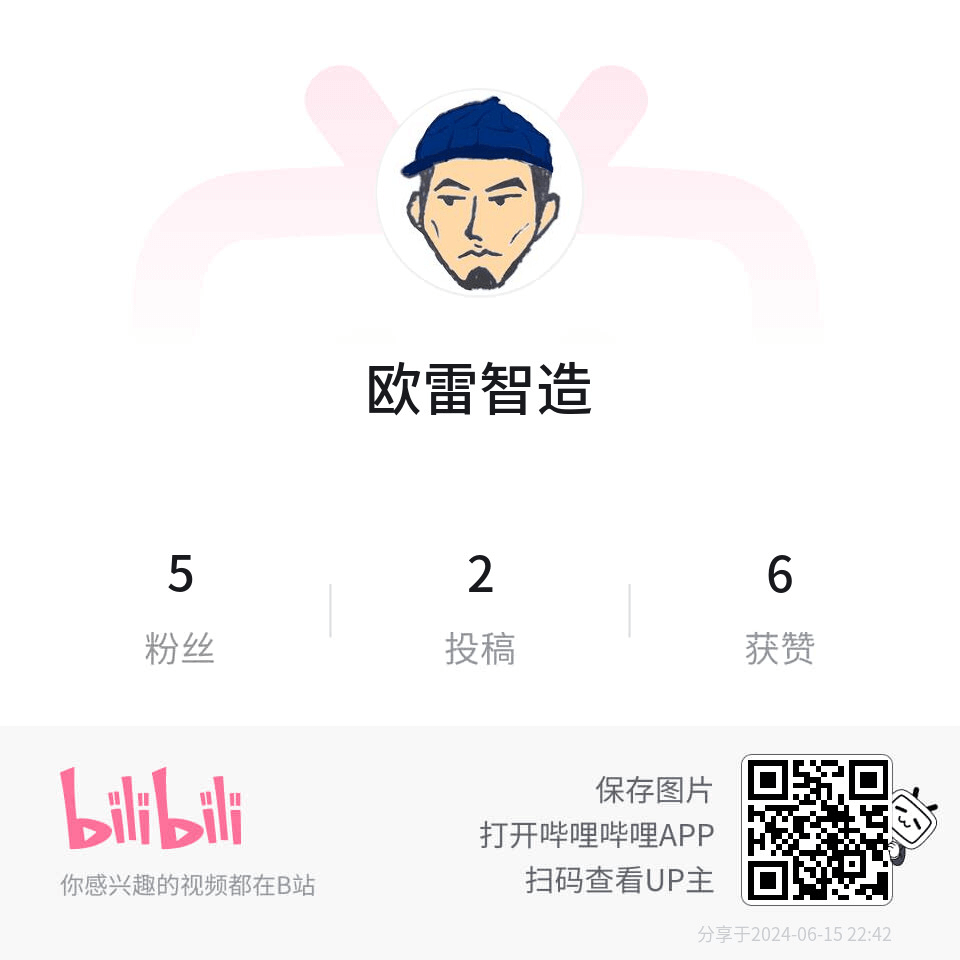 欧雷智造
5
粉丝
2
投稿
6
获赞
bilibili
你感兴趣的视频都在B站
保存图片
打开哔哩哔哩APP
扫码查看UP主
分享于2024-06-15 22:42